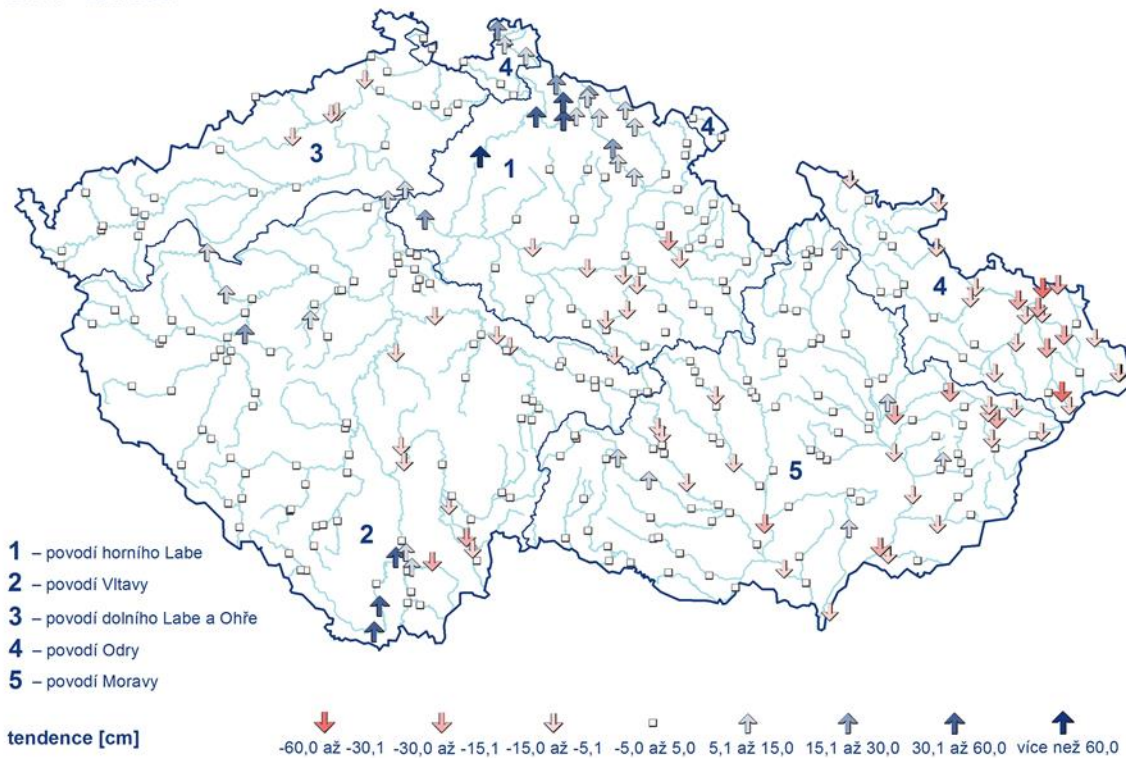 4
3
1
4
4
5
2
1 – povodí horního Labe
2 – povodí Vltavy
3 – povodí dolního Labe a Ohře
4 – povodí Odry
5 – povodí Moravy
tendence [cm]
-60,0 až -30,1 -30,0 až -15,1 -15,0 až -5,1 -5,0 až 5,0 5,1 až 15,0 15,1 až 30,0 30,1 až 60,0 více než 60,0